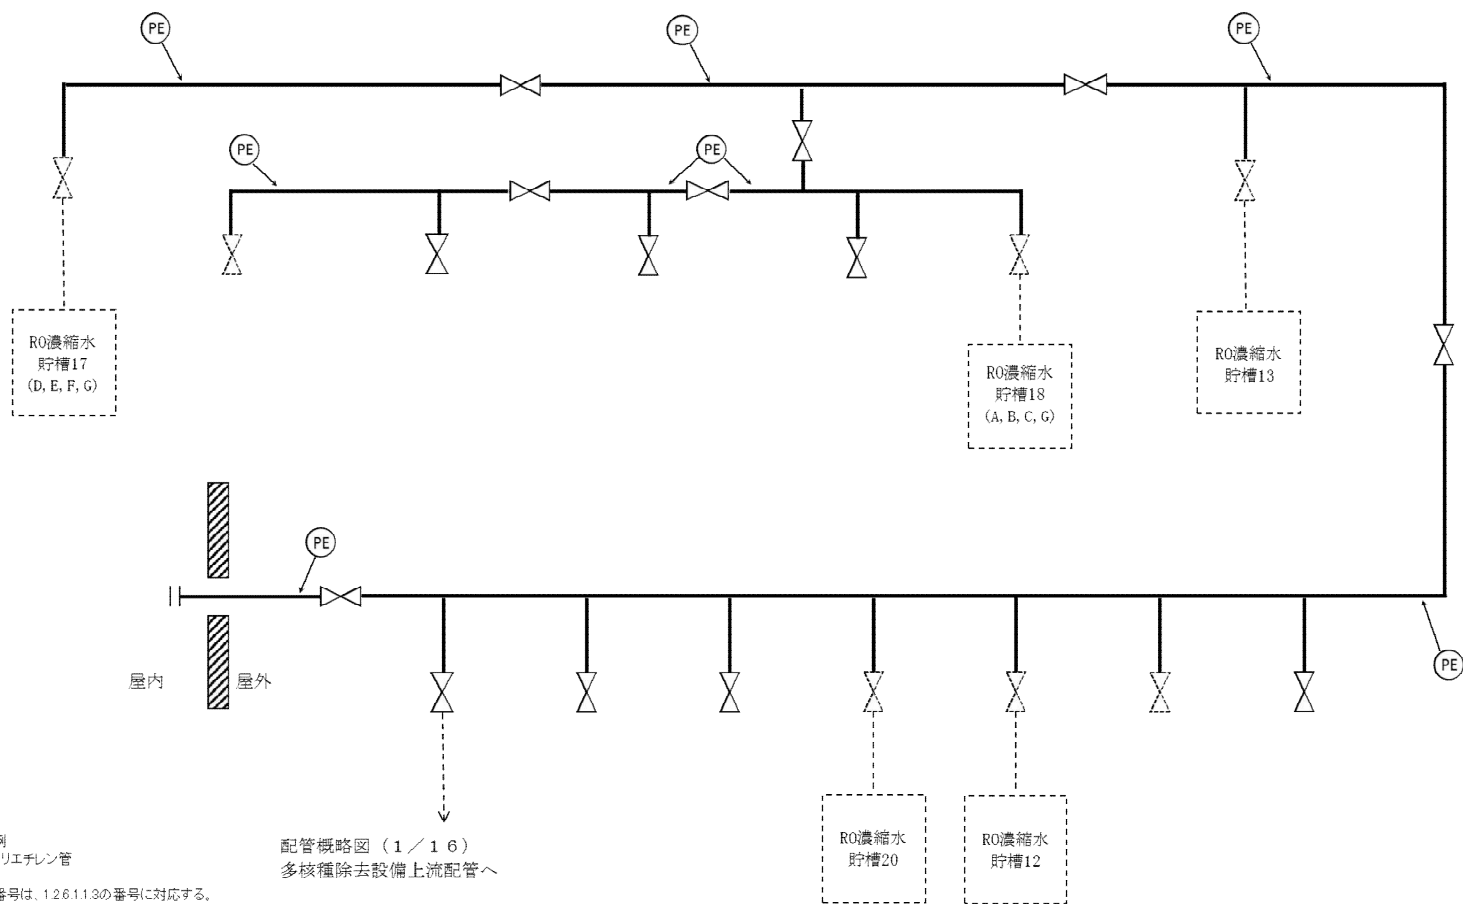 PE
PE
PE
PE
PE
RO濃縮水
貯槽17
(D, E, F, G)
RO濃縮水
貯槽18
(A, B, C, G)
RO濃縮水
貯槽13
PE
PE
屋内
屋外
配管概略図（１／１６）
多核種除去設備上流配管へ
RO濃縮水
貯槽20
RO濃縮水
貯槽12
例
リエチレン管
番号は、1.2.6.1.1.3の番号に対応する。